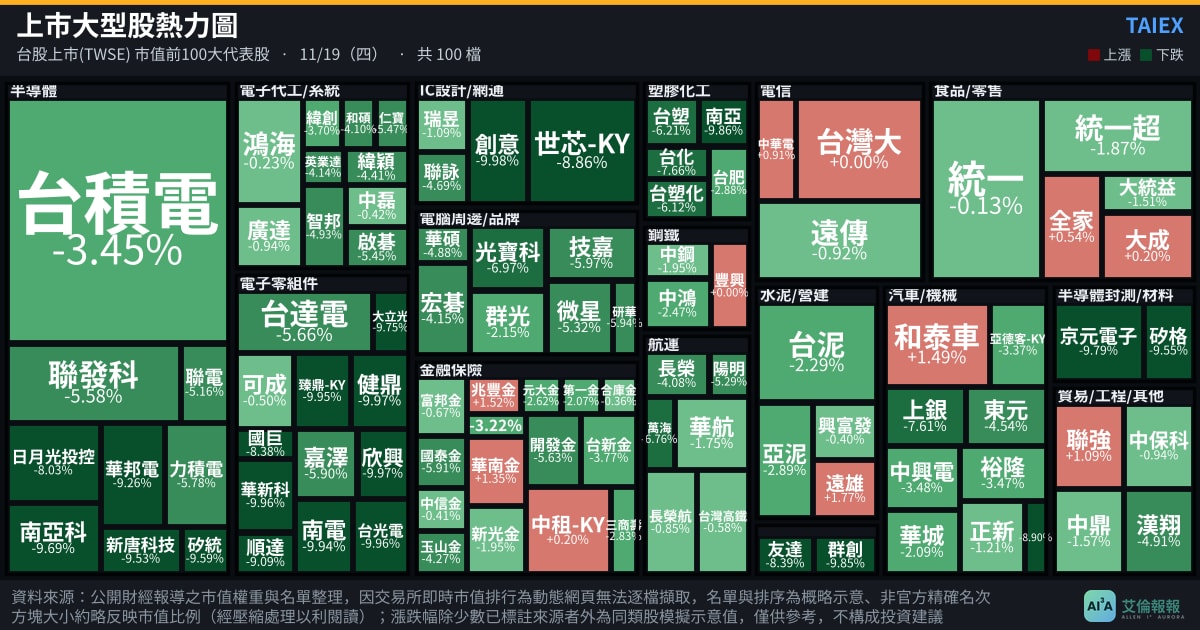 上市大型股熱力圖
TAIEX
台股上市(TWSE) 市值前100大代表股 · 11/19（四） · 共 100 檔
上漲 下跌
半導體
台積電
-3.45%
聯發科
-5.58%
聯電
-5.16%
日月光投控
-8.03%
華邦電
-9.26%
力積電
-5.78%
南亞科
-9.69%
新唐科技
-9.53%
矽統
-9.59%
電子代工/系統
鴻海
-0.23%
緯創
-3.70%
和碩
-4.10%
仁寶
-5.47%
英業達
-4.14%
緯穎
-4.41%
廣達
-0.94%
智邦
-4.93%
中磊
-0.42%
啟碁
-5.45%
電子零組件
台達電
-5.66%
大立光
-9.75%
可成
-0.50%
臻鼎-KY
-9.95%
健鼎
-9.97%
國巨
-8.38%
華新科
-9.96%
嘉澤
-5.90%
欣興
-9.97%
順達
-9.09%
南電
-9.94%
台光電
-9.96%
IC設計/網通
瑞昱
-1.09%
聯詠
-4.69%
創意
-9.98%
世芯-KY
-8.86%
電腦周邊/品牌
華碩
-4.88%
光寶科
-6.97%
技嘉
-5.97%
宏碁
-4.15%
群光
-2.15%
微星
-5.32%
研華
-5.94%
金融保險
富邦金
-0.67%
兆豐金
+1.52%
元大金
-2.62%
第一金
-2.07%
合庫金
-0.36%
-3.22%
國泰金
-5.91%
華南金
+1.35%
開發金
-5.63%
台新金
-3.77%
中信金
-0.41%
玉山金
-4.27%
新光金
-1.95%
中租-KY
+0.20%
三商壽
-2.83%
塑膠化工
台塑
-6.21%
南亞
-9.86%
台化
-7.66%
台塑化
-6.12%
台肥
-2.88%
鋼鐵
中鋼
-1.95%
中鴻
-2.47%
豐興
+0.00%
航運
長榮
-4.08%
陽明
-5.29%
萬海
-6.76%
華航
-1.75%
長榮航
-0.85%
台灣高鐵
-0.58%
電信
中華電
+0.91%
台灣大
+0.00%
遠傳
-0.92%
食品/零售
統一
-0.13%
統一超
-1.87%
全家
+0.54%
大統益
-1.51%
大成
+0.20%
水泥/營建
台泥
-2.29%
亞泥
-2.89%
興富發
-0.40%
遠雄
+1.77%
友達
-8.39%
群創
-9.85%
汽車/機械
和泰車
+1.49%
亞德客-KY
-3.37%
上銀
-7.61%
東元
-4.54%
中興電
-3.48%
裕隆
-3.47%
華城
-2.09%
正新
-1.21%
-8.90%
半導體封測/材料
京元電子
-9.79%
矽格
-9.55%
貿易/工程/其他
聯強
+1.09%
中保科
-0.94%
中鼎
-1.57%
漢翔
-4.91%
資料來源：公開財經報導之市值權重與名單整理，因交易所即時市值排行為動態網頁無法逐檔擷取，名單與排序為概略示意、非官方精確名次
方塊大小約略反映市值比例（經壓縮處理以利閱讀）；漲跌幅除少數已標註來源者外為同類股模擬示意值，僅供參考，不構成投資建議
艾倫報報